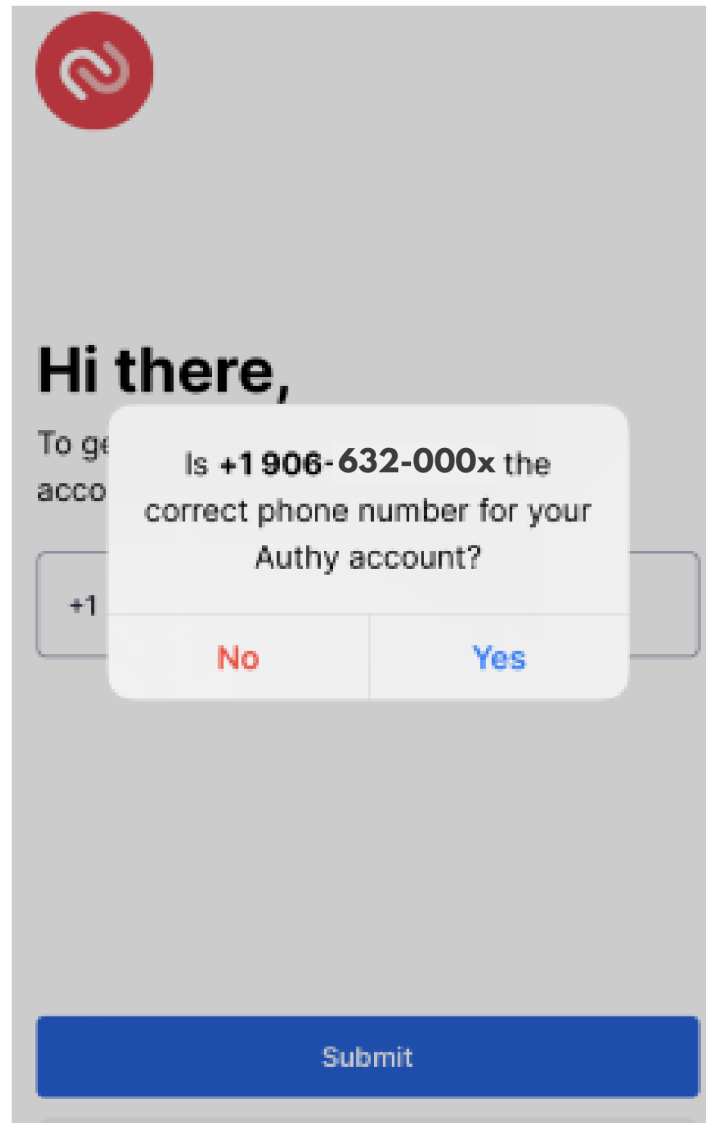 Hi there,
To ge
acco
Is +1 906-632-000x the
correct phone number for your
Authy account?
+1
No Yes
Submit